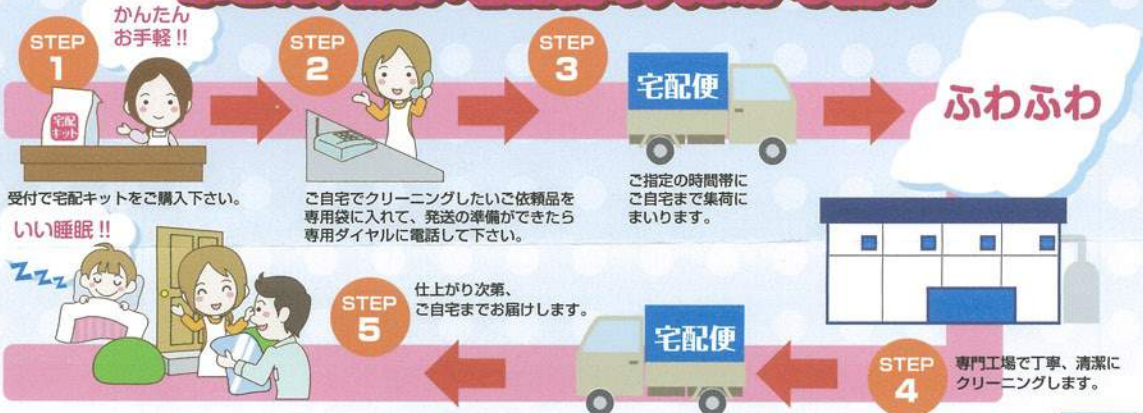 かんたん
お手軽!!
STEP
1
宅配
キット
受付で宅配キットをご購入下さい。
STEP
2
ご自宅でクリーニングしたいご依頼品を
専用袋に入れて、発送の準備ができたら
専用ダイヤルに電話して下さい。
STEP
3
宅配便
ご指定の時間帯に
ご自宅まで集荷に
まいります。
ふわふわ
STEP
4
専門工場で丁寧、清潔に
クリーニングします。
宅配便
STEP
5
仕上がり次第、
ご自宅までお届けします。
いい睡眠!!
ZZZ